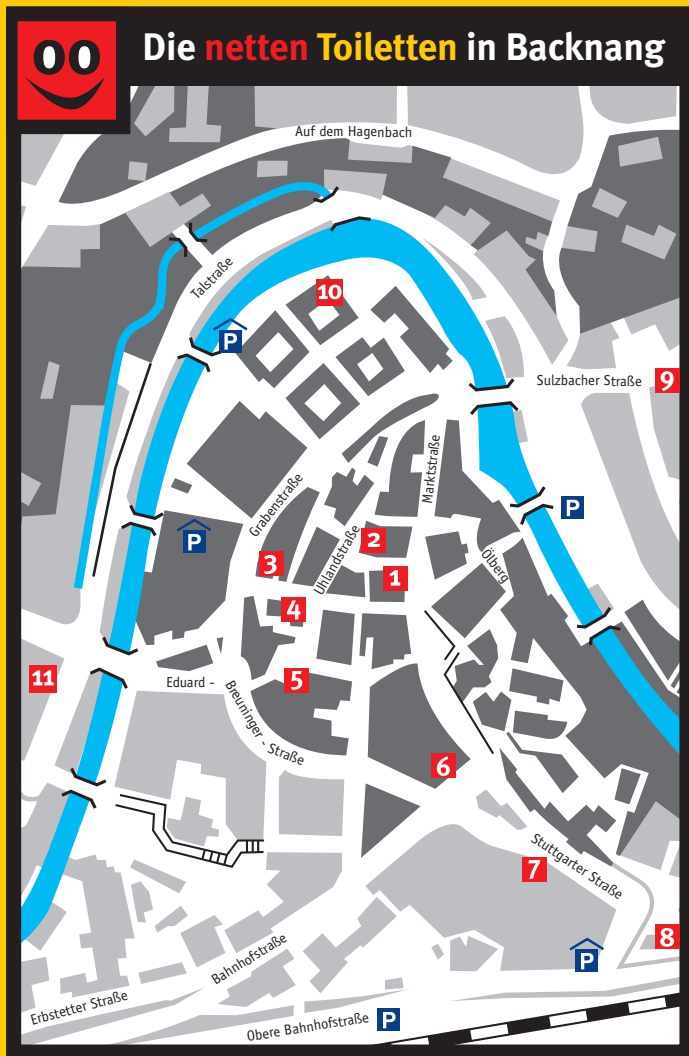 Die netten Toiletten in Backnang
Auf dem Hagenbach
Talstraße
10
P
Sulzbacher Straße
9
Marktstraße
Grabenstraße
P
P
Uhlandstraße
2
3
Ölberg
1
4
11
Eduard -
5
Breuninger - Straße
6
Stuttgarter Straße
7
8
Bahnhofstraße
P
Erbstetter Straße
Obere Bahnhofstraße
P